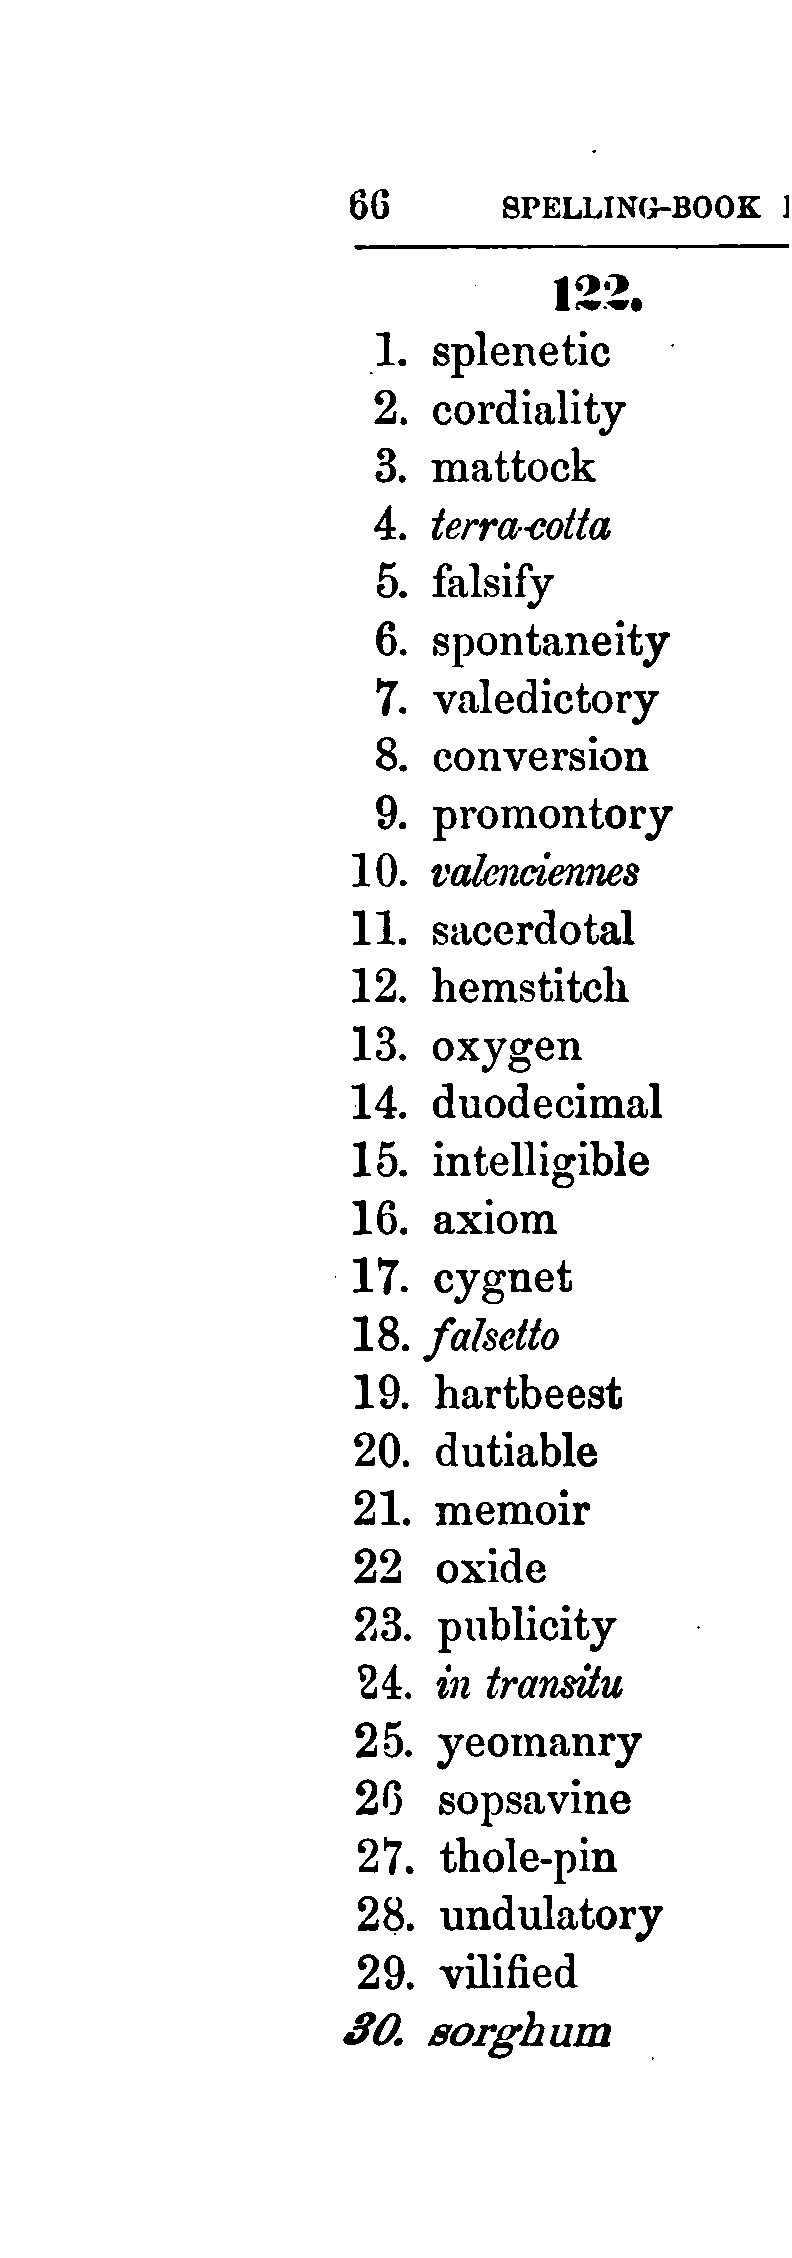 66 SPELLING-BOOK
122.
1. splenetic
2. cordiality
3. mattock
4. terra-cotta
5. falsify
6. spontaneity
7. valedictory
8. conversion
9. promontory
10. valenciennes
11. sacerdotal
12. hemstitch
13. oxygen
14. duodecimal
15. intelligible
16. axiom
17. cygnet
18. falsetto
19. hartbeest
20. dutiable
21. memoir
22 oxide
23. publicity
24. in transitu
25. yeomanry
26 sopsavine
27. thole-pin
28. undulatory
29. vilified
30. sorghum